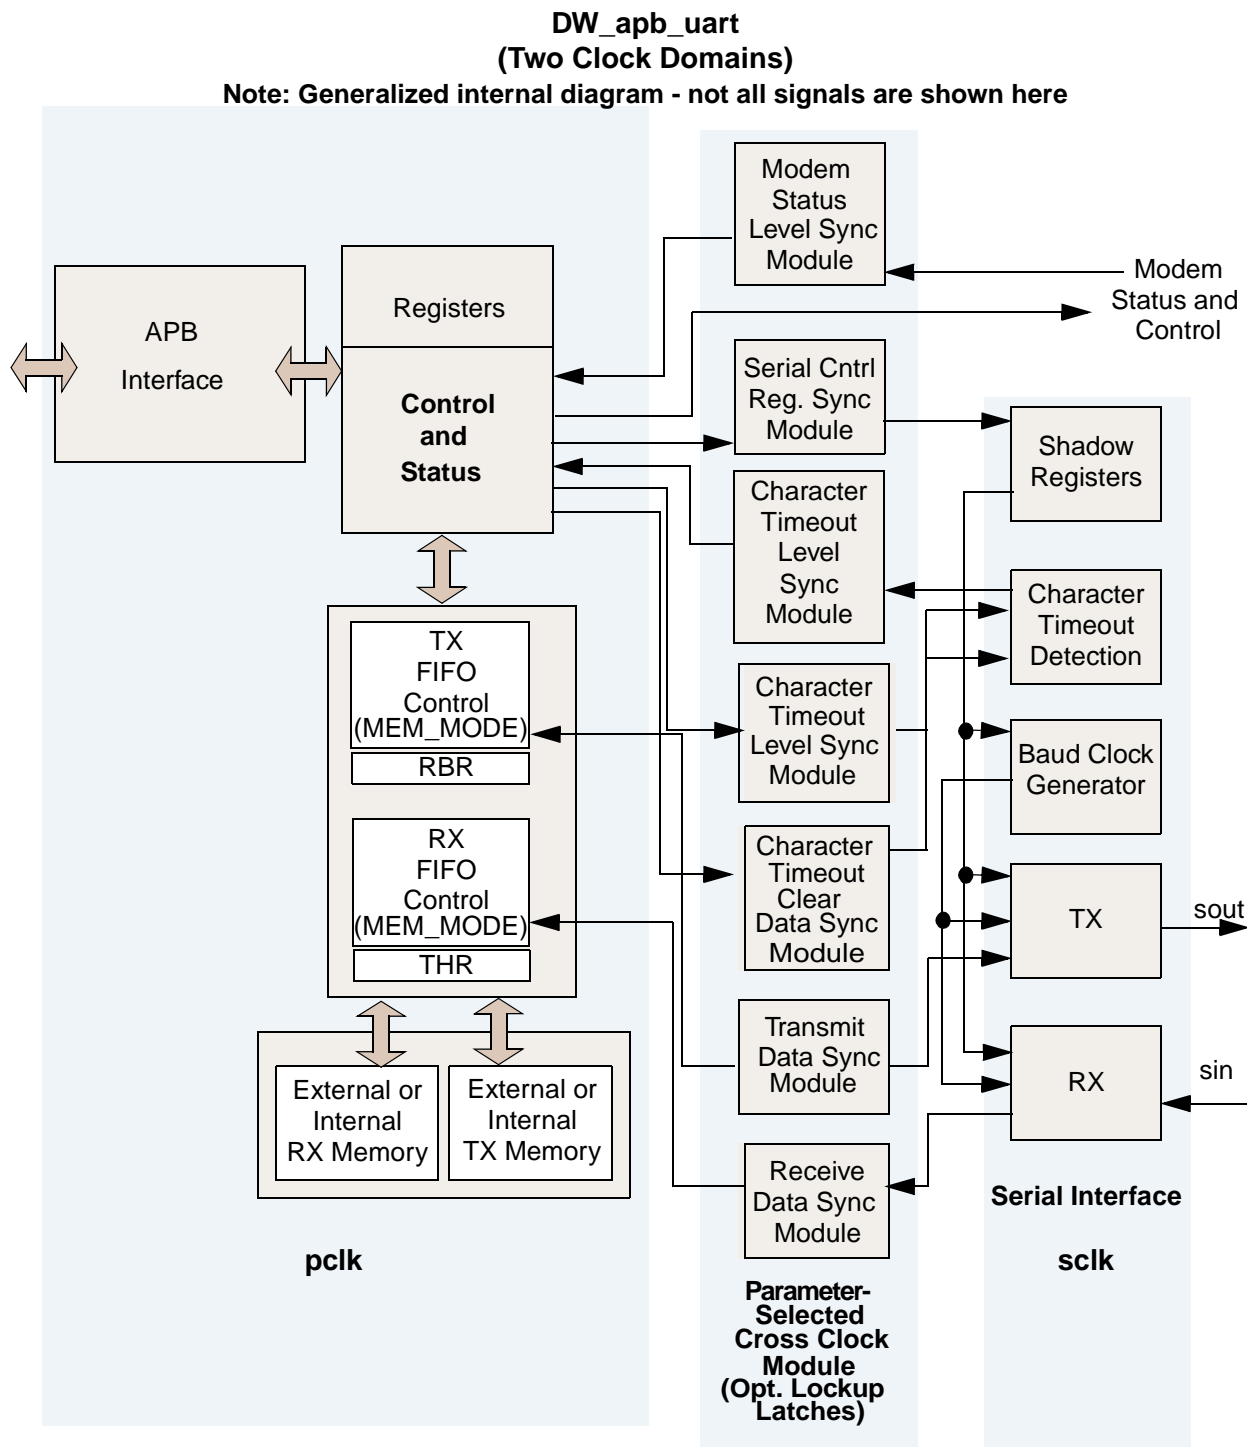 DW_apb_uart
(Two Clock Domains)
Note: Generalized internal diagram - not all signals are shown here
APB
Interface
Registers
Control
and
Status
TX
FIFO
Control
(MEM_MODE)
RBR
RX
FIFO
Control
(MEM_MODE)
THR
External or
Internal
RX Memory
External or
Internal
TX Memory
pclk
Modem
Status
Level Sync
Module
Serial Cntrl
Reg. Sync
Module
Character
Timeout
Level
Sync
Module
Character
Timeout
Level Sync
Module
Character
Timeout
Clear
Data Sync
Module
Transmit
Data Sync
Module
Receive
Data Sync
Module
Parameter-
Selected
Cross Clock
Module
(Opt. Lockup
Latches)
Modem
Status and
Control
Shadow
Registers
Character
Timeout
Detection
Baud Clock
Generator
TX
sout
RX
sin
Serial Interface
sclk